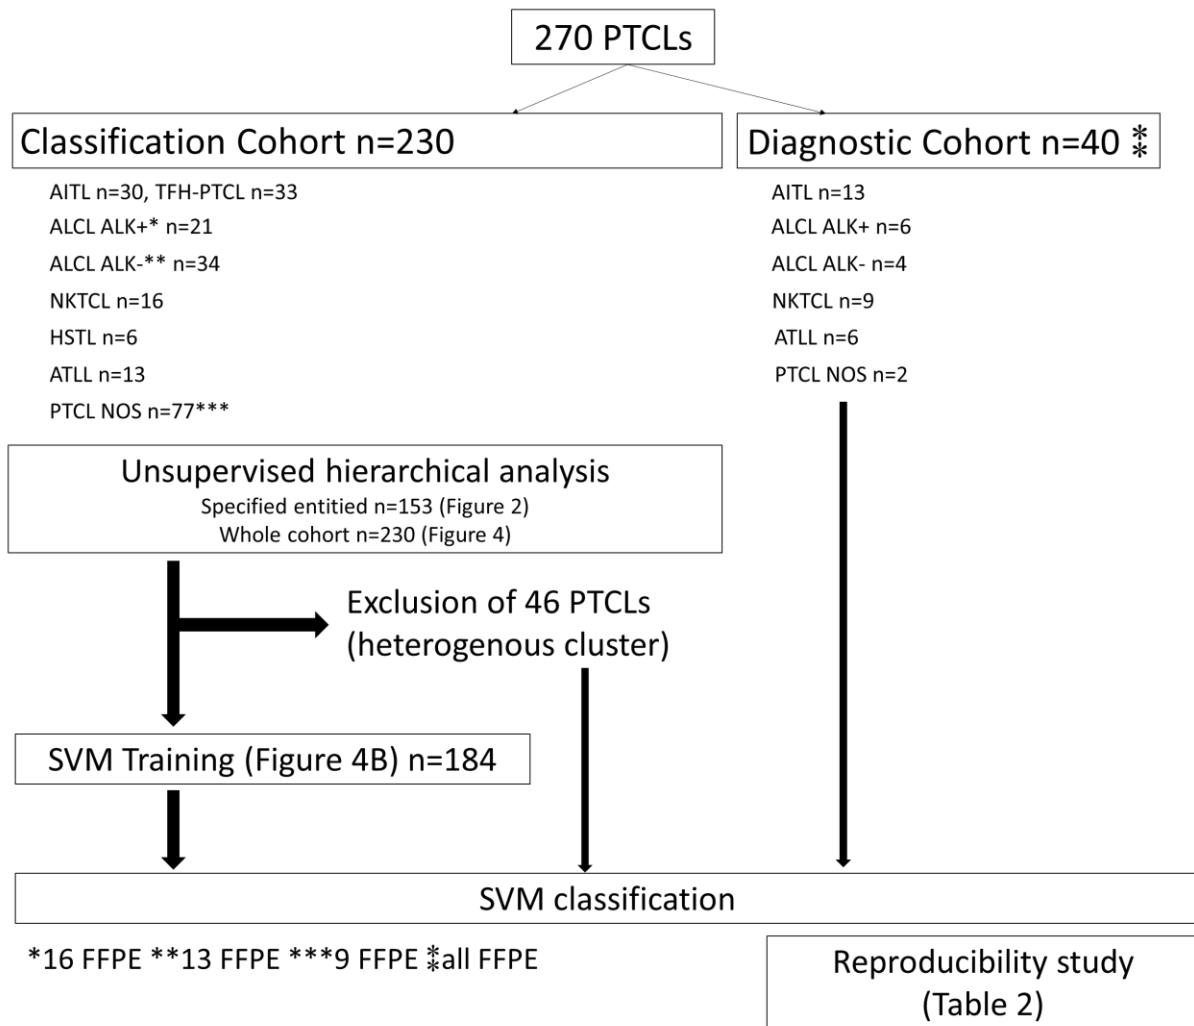 270 PTCLs
Classification Cohort n=230
AITL n=30, TFH-PTCL n=33
ALCL ALK+* n=21
ALCL ALK-** n=34
NKTCL n=16
HSTL n=6
ATLL n=13
PTCL NOS n=77***
Diagnostic Cohort n=40 ⁑
AITL n=13
ALCL ALK+ n=6
ALCL ALK- n=4
NKTCL n=9
ATLL n=6
PTCL NOS n=2
Unsupervised hierarchical analysis
Specified entitied n=153 (Figure 2)
Whole cohort n=230 (Figure 4)
Exclusion of 46 PTCLs
(heterogenous cluster)
SVM Training (Figure 4B) n=184
SVM classification
*16 FFPE **13 FFPE ***9 FFPE ⁑all FFPE
Reproducibility study
(Table 2)